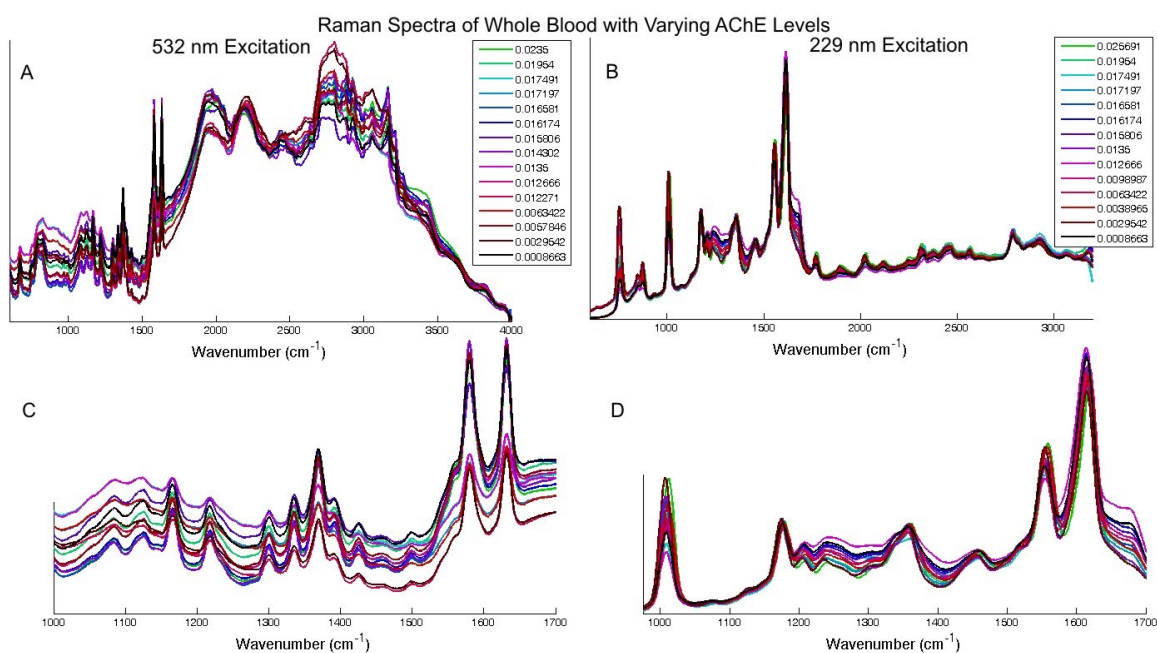 Raman Spectra of Whole Blood with Varying AChE Levels
532 nm Excitation
229 nm Excitation
A
0.0235
0.01954
0.017491
0.017197
0.016581
0.016174
0.015806
0.014302
0.0135
0.012666
0.012271
0.0063422
0.0057846
0.0029542
0.0008663
1000 1500 2000 2500 3000 3500 4000
Wavenumber (cm⁻¹)
B
0.025691
0.01954
0.017491
0.017197
0.016581
0.016174
0.015806
0.0135
0.012666
0.0098987
0.0063422
0.0038965
0.0029542
0.0008663
1000 1500 2000 2500 3000
Wavenumber (cm⁻¹)
C
1000 1100 1200 1300 1400 1500 1600 1700
Wavenumber (cm⁻¹)
D
1000 1100 1200 1300 1400 1500 1600 1700
Wavenumber (cm⁻¹)